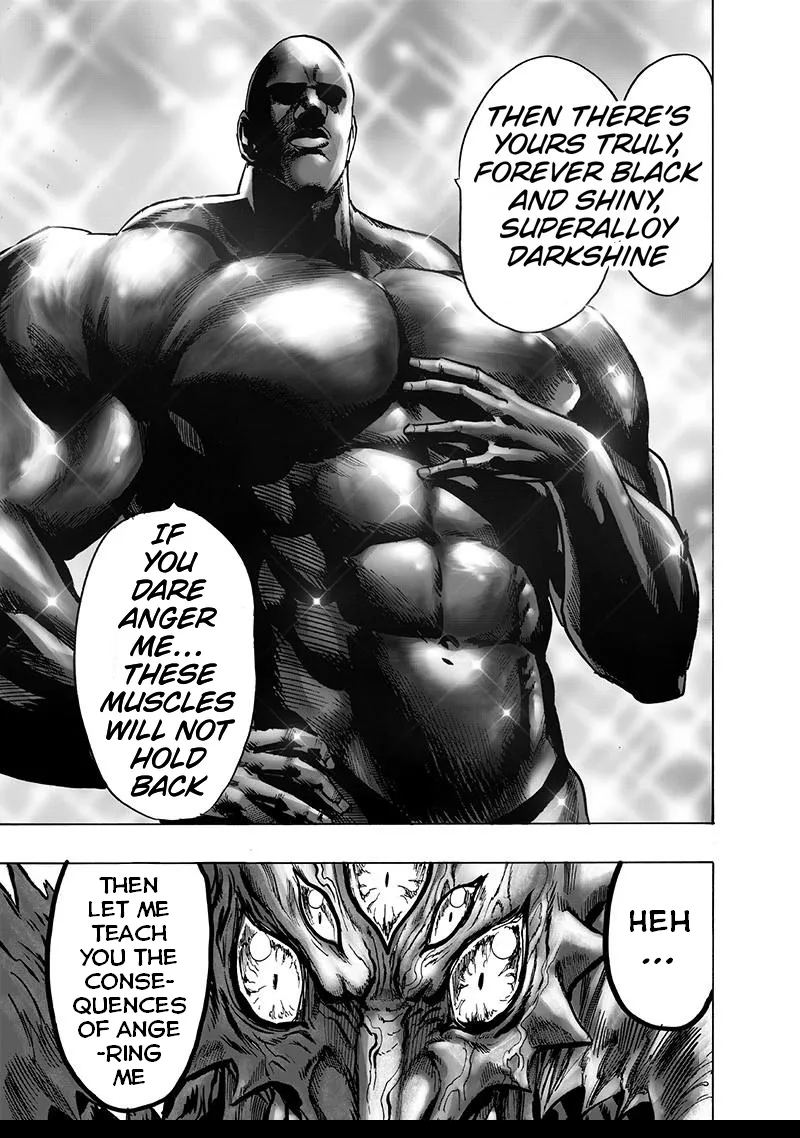 THEN THERE'S
YOURS TRULY,
FOREVER BLACK
AND SHINY,
SUPERALLOY
DARKSHINE
IF
YOU
DARE
ANGER
ME...
THESE
MUSCLES
WILL NOT
HOLD
BACK
HEH
...
THEN
LET ME
TEACH
YOU THE
CONSE-
QUENCES
OF ANGE
-RING
ME